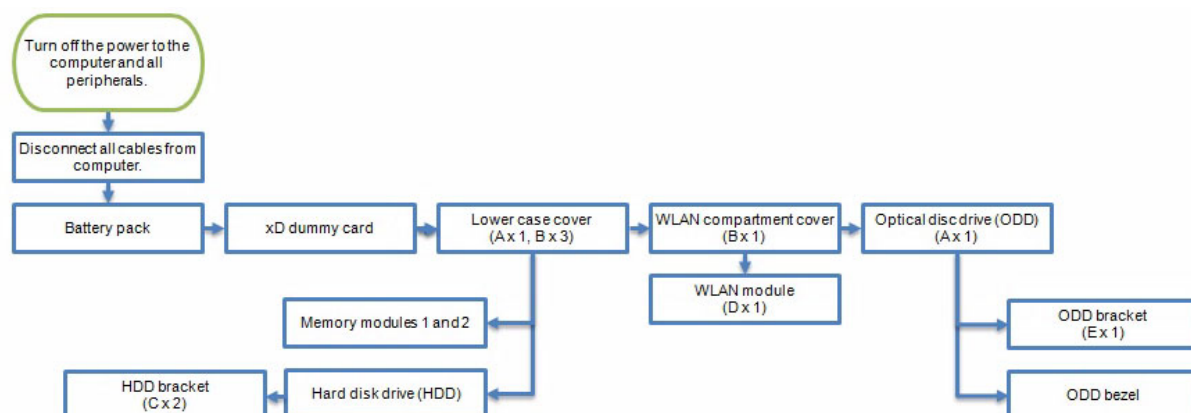 Turn off the power to the
computer and all
peripherals.
Disconnect all cables from
computer.
Battery pack
xD dummy card
Lower case cover
(A x 1, B x 3)
WLAN compartment cover
(B x 1)
Optical disc drive (ODD)
(A x 1)
WLAN module
(D x 1)
Memory modules 1 and 2
ODD bracket
(E x 1)
HDD bracket
(C x 2)
Hard disk drive (HDD)
ODD bezel